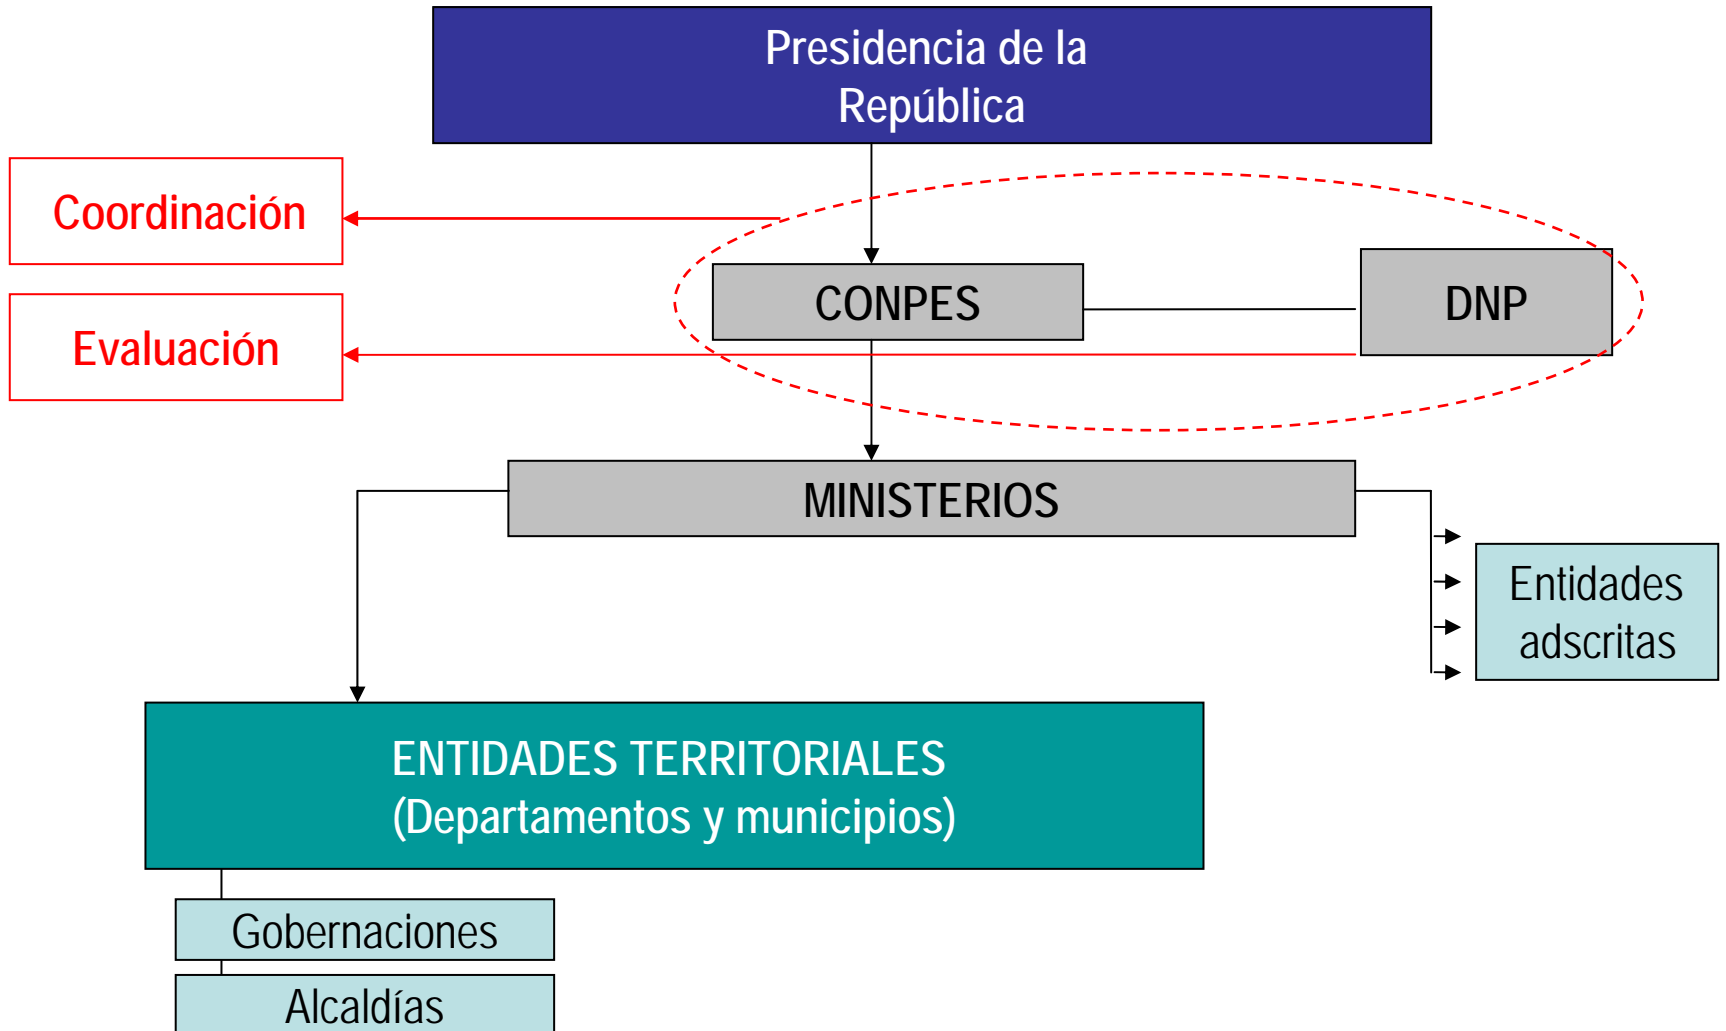 Presidencia de la
República
Coordinación
CONPES
DNP
Evaluación
MINISTERIOS
Entidades
adscritas
ENTIDADES TERRITORIALES
(Departamentos y municipios)
Gobernaciones
Alcaldías